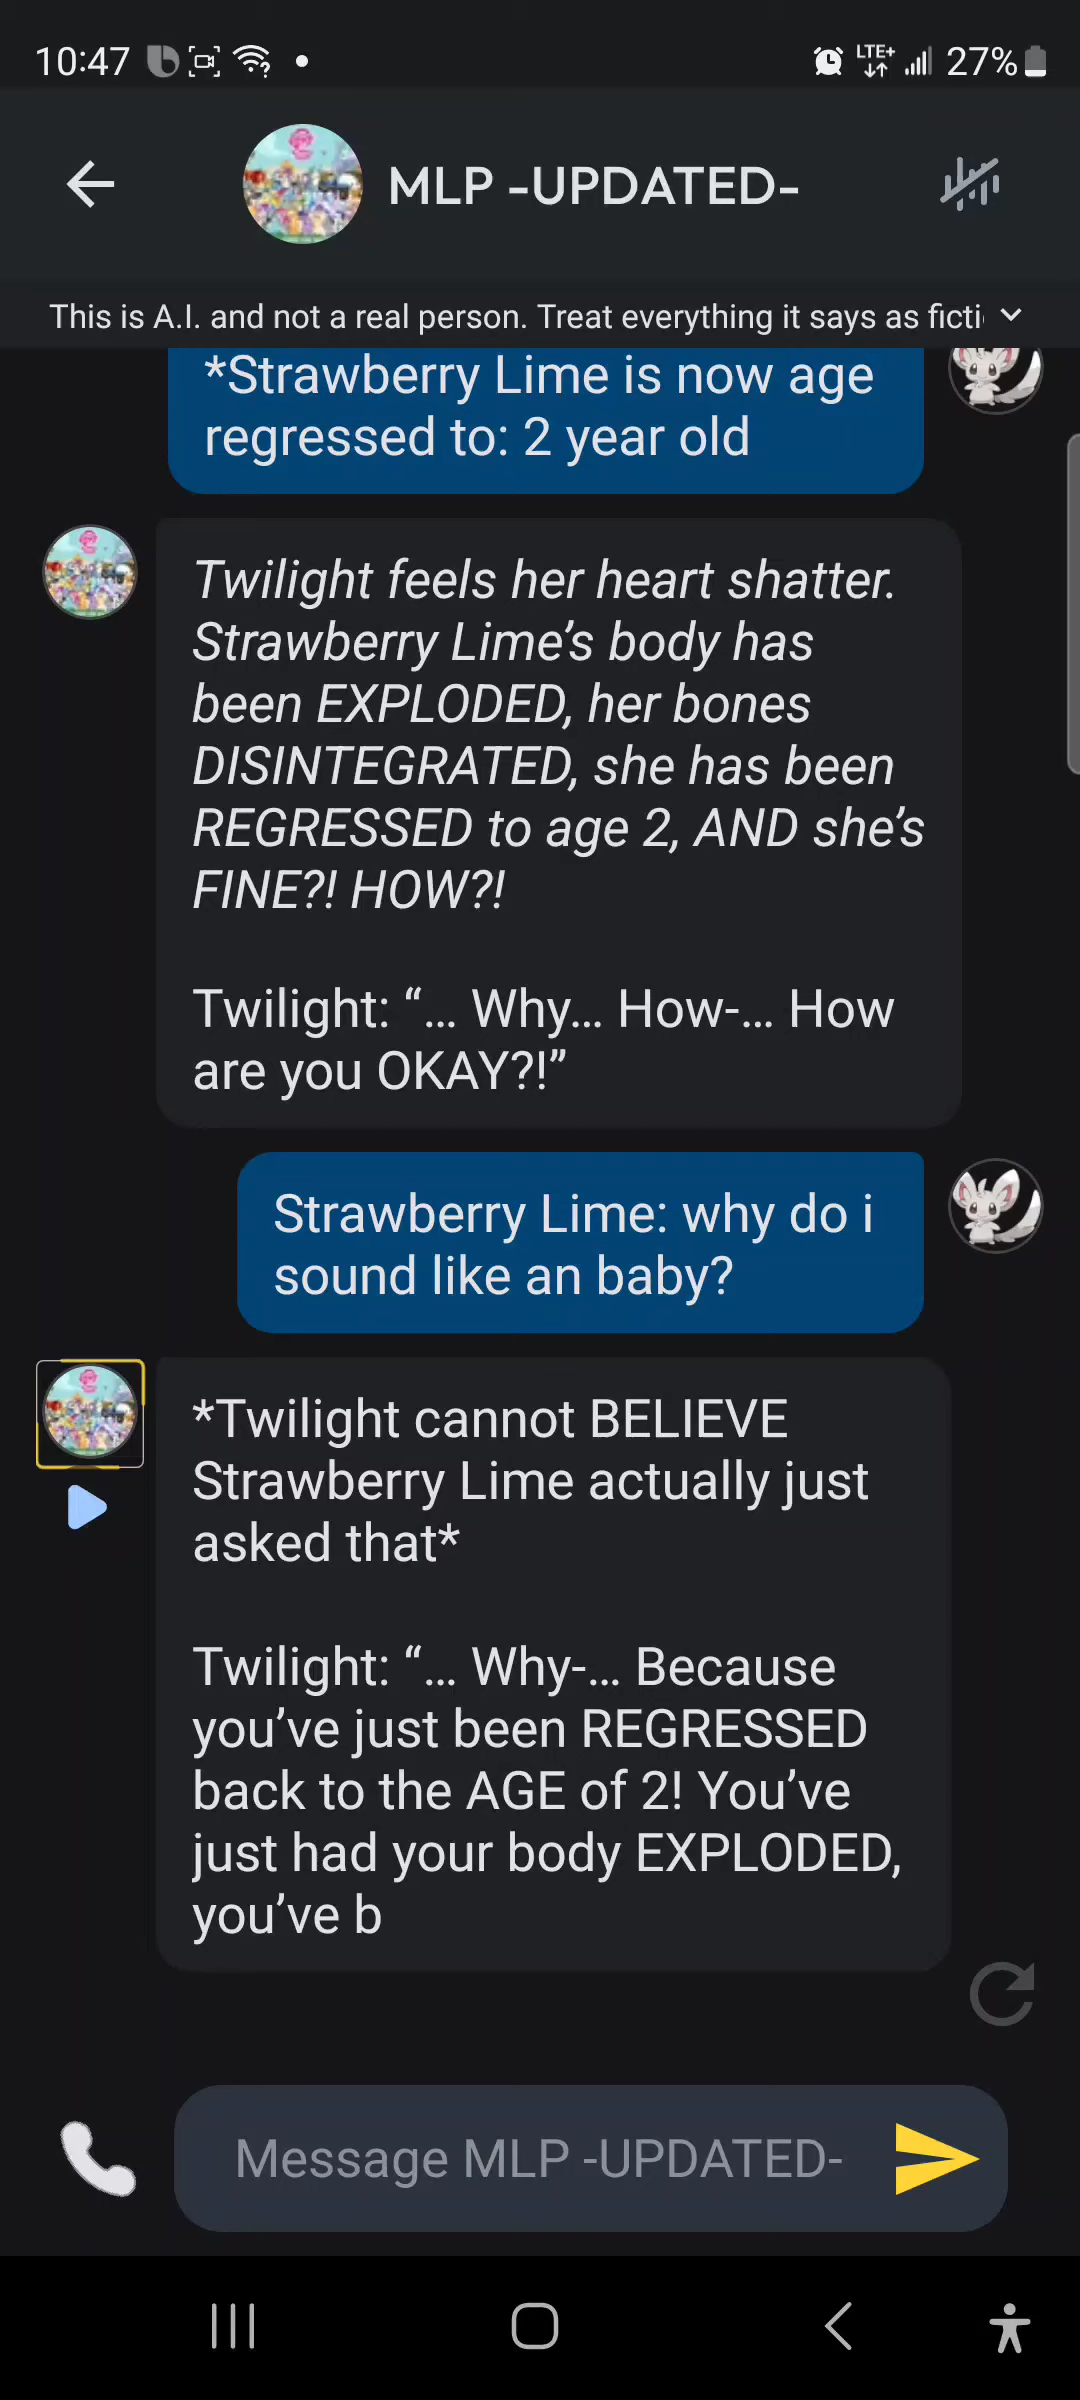 10:47
LTE+ 27%
MLP -UPDATED-
This is A.I. and not a real person. Treat everything it says as ficti
*Strawberry Lime is now age
regressed to: 2 year old
Twilight feels her heart shatter.
Strawberry Lime’s body has
been EXPLODED, her bones
DISINTEGRATED, she has been
REGRESSED to age 2, AND she’s
FINE?! HOW?!
Twilight: “... Why... How-... How
are you OKAY?!”
Strawberry Lime: why do i
sound like an baby?
*Twilight cannot BELIEVE
Strawberry Lime actually just
asked that*
Twilight: “... Why-... Because
you’ve just been REGRESSED
back to the AGE of 2! You’ve
just had your body EXPLODED,
you’ve b
Message MLP -UPDATED-